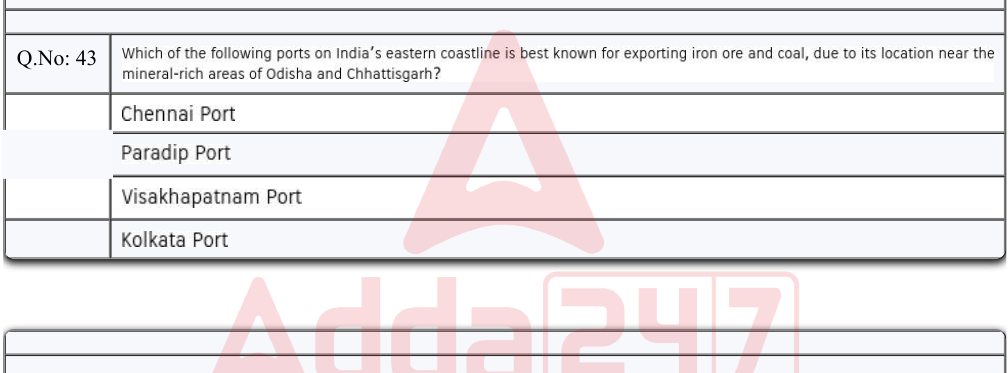 Q.No: 43
Which of the following ports on India's eastern coastline is best known for exporting iron ore and coal, due to its location near the
mineral-rich areas of Odisha and Chhattisgarh?
Chennai Port
Paradip Port
Visakhapatnam Port
Kolkata Port
Adda247